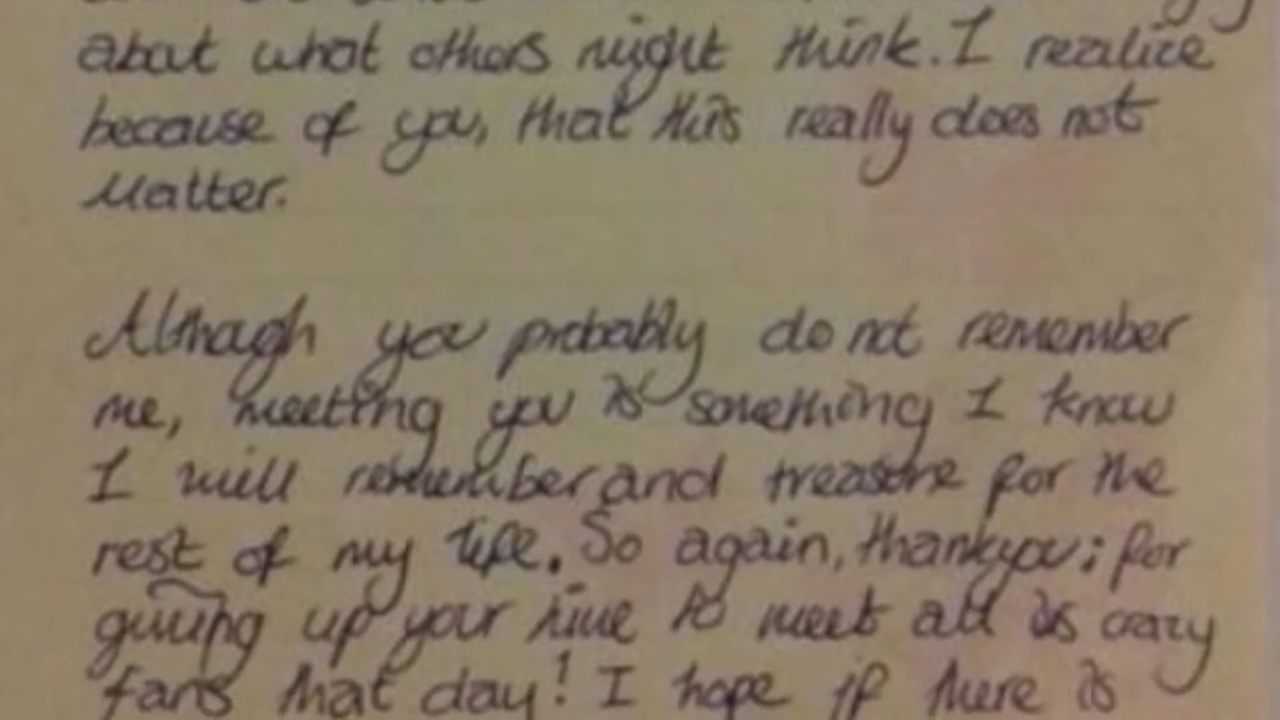 about what others might think. I realise
because of you, that this really does not
Matter.
Although you probably do not remember
me, meeting you is something I know
I will remember and treasure for the
rest of my life. So again, thankyou; for
giving up your time to meet all us crazy
fans that day! I hope if there is